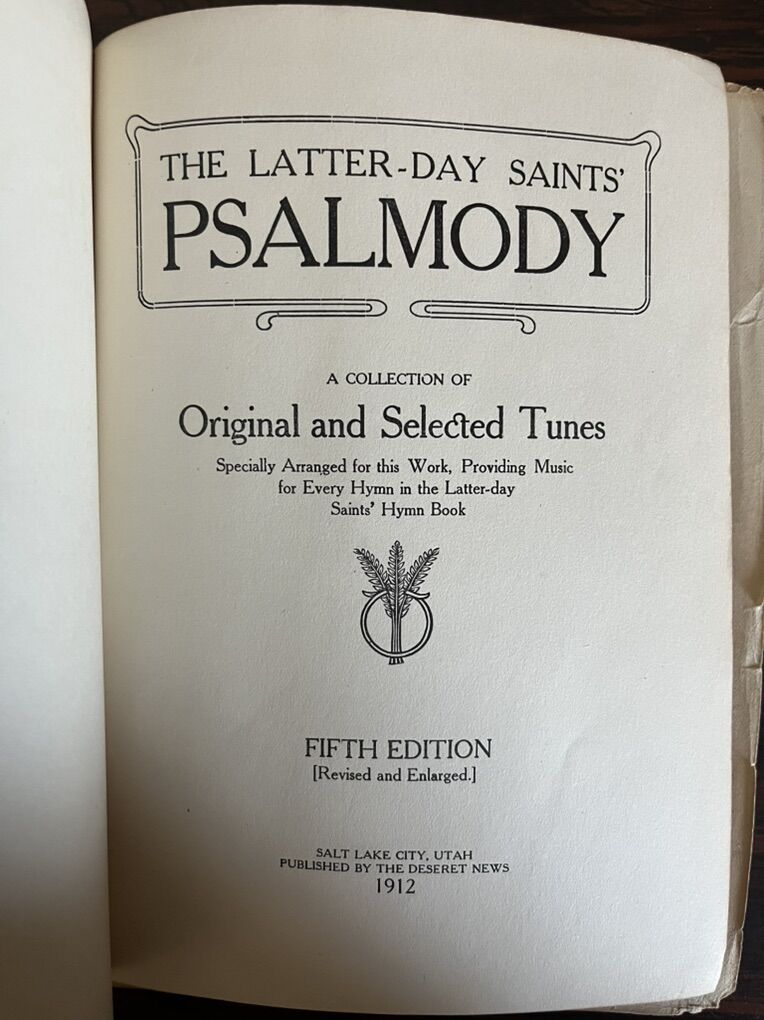 THE LATTER-DAY SAINTS'
PSALMODY
A COLLECTION OF
Original and Selected Tunes
Specially Arranged for this Work, Providing Music
for Every Hymn in the Latter-day
Saints' Hymn Book
FIFTH EDITION
[Revised and Enlarged.]
SALT LAKE CITY, UTAH
PUBLISHED BY THE DESERET NEWS
1912